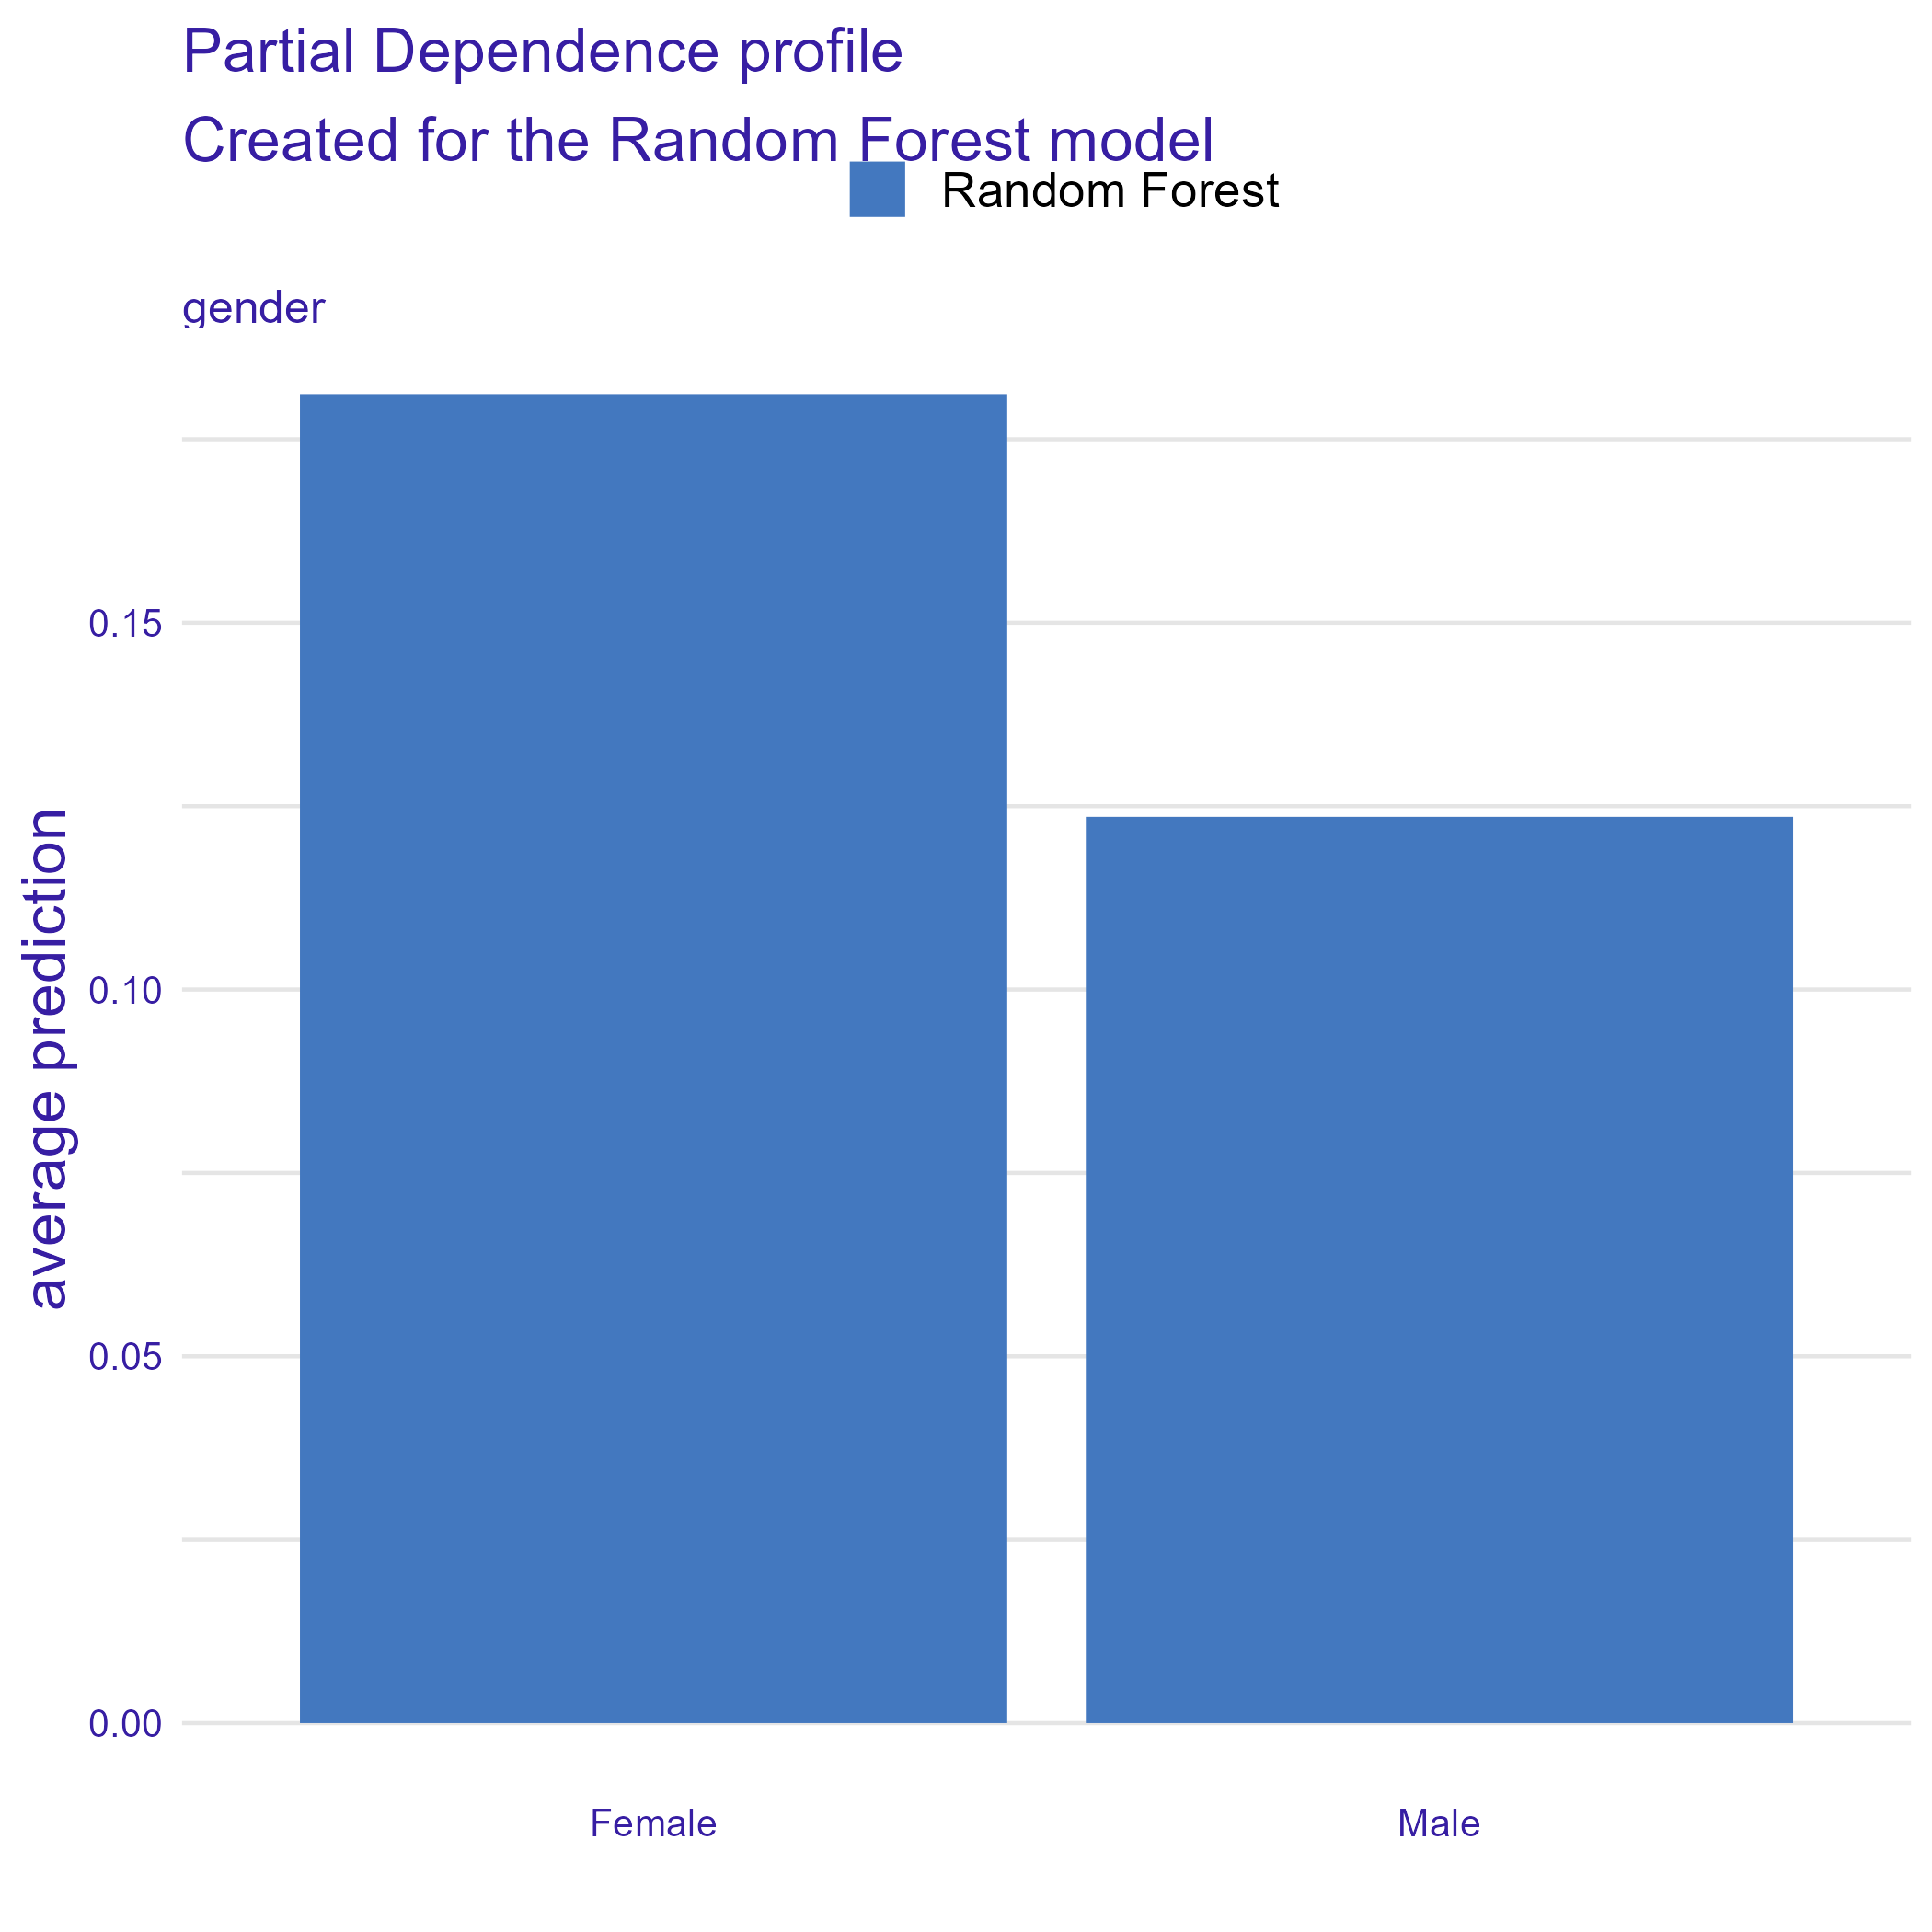 Partial Dependence profile
Created for the Random Forest model
Random Forest
gender
0.15
0.10
0.05
0.00
average prediction
Female
Male